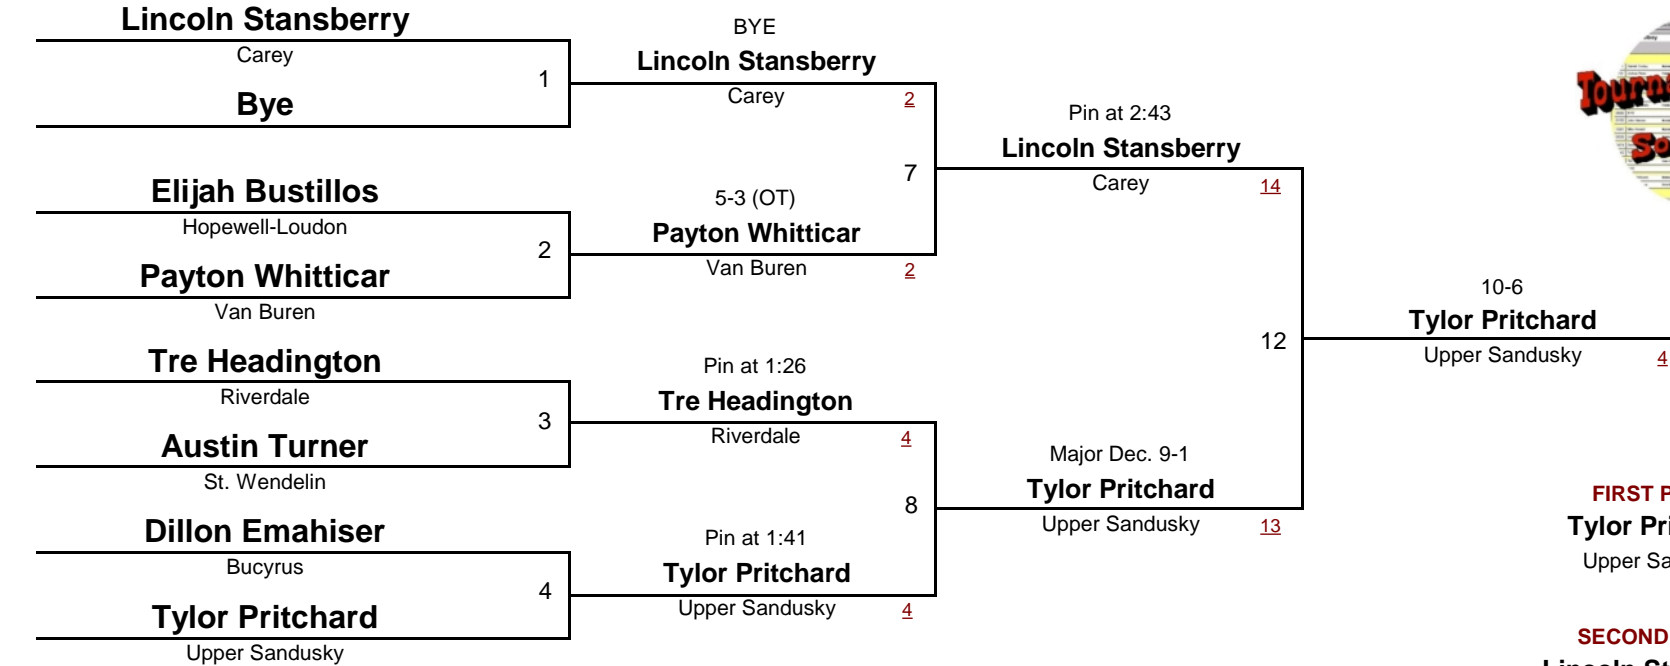 Lincoln Stansberry
Carey
1
Bye
Elijah Bustillos
Hopewell-Loudon
2
Payton Whitticar
Van Buren
Tre Headington
Riverdale
3
Austin Turner
St. Wendelin
Dillon Emahiser
Bucyrus
4
Tylor Pritchard
Upper Sandusky
BYE
Lincoln Stansberry
Carey 2
7
5-3 (OT)
Payton Whitticar
Van Buren 2
Pin at 1:26
Tre Headington
Riverdale 4
8
Pin at 1:41
Tylor Pritchard
Upper Sandusky 4
Pin at 2:43
Lincoln Stansberry
Carey 14
12
Major Dec. 9-1
Tylor Pritchard
Upper Sandusky 13
10-6
Tylor Pritchard
Upper Sandusky 4
FIRST
Tylor
Upper
SECOND